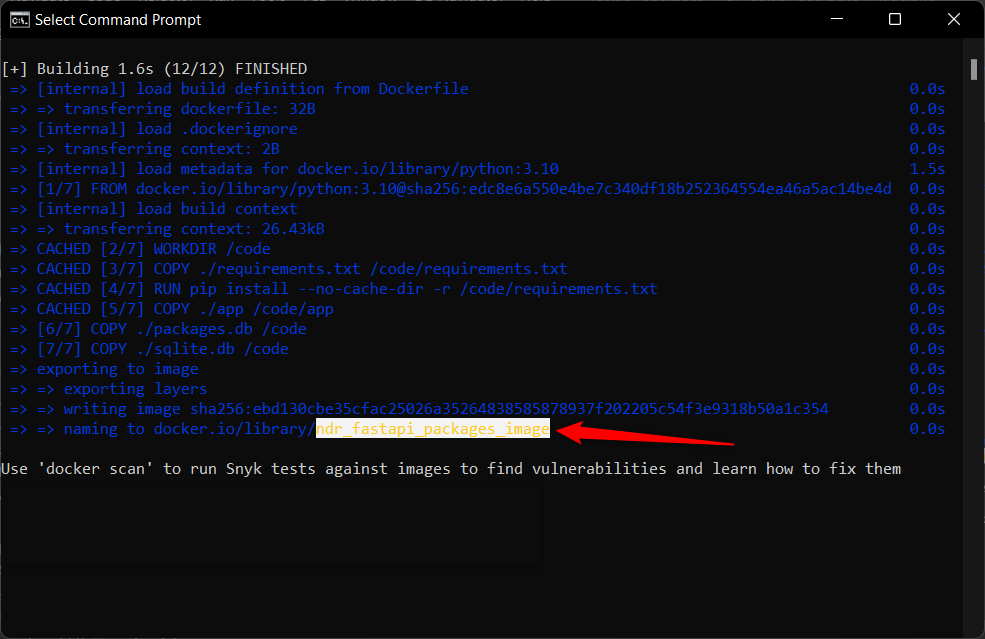 Select Command Prompt
[+] Building 1.6s (12/12) FINISHED
=> [internal] load build definition from Dockerfile 0.0s
=> => transferring dockerfile: 32B 0.0s
=> [internal] load .dockerignore 0.0s
=> => transferring context: 2B 0.0s
=> [internal] load metadata for docker.io/library/python:3.10 1.5s
=> [1/7] FROM docker.io/library/python:3.10@sha256:edc8e6a550e4be7c340df18b252364554ea46a5ac14be4d 0.0s
=> [internal] load build context 0.0s
=> => transferring context: 26.43kB 0.0s
=> CACHED [2/7] WORKDIR /code 0.0s
=> CACHED [3/7] COPY ./requirements.txt /code/requirements.txt 0.0s
=> CACHED [4/7] RUN pip install --no-cache-dir -r /code/requirements.txt 0.0s
=> CACHED [5/7] COPY ./app /code/app 0.0s
=> [6/7] COPY ./packages.db /code 0.0s
=> [7/7] COPY ./sqlite.db /code 0.0s
=> exporting to image 0.0s
=> => exporting layers 0.0s
=> => writing image sha256:ebd130cbe35cfac25026a35264838585878937f202205c54f3e9318b50a1c354 0.0s
=> => naming to docker.io/library/ndr_fastapi_packages_image 0.0s
Use 'docker scan' to run Snyk tests against images to find vulnerabilities and learn how to fix them